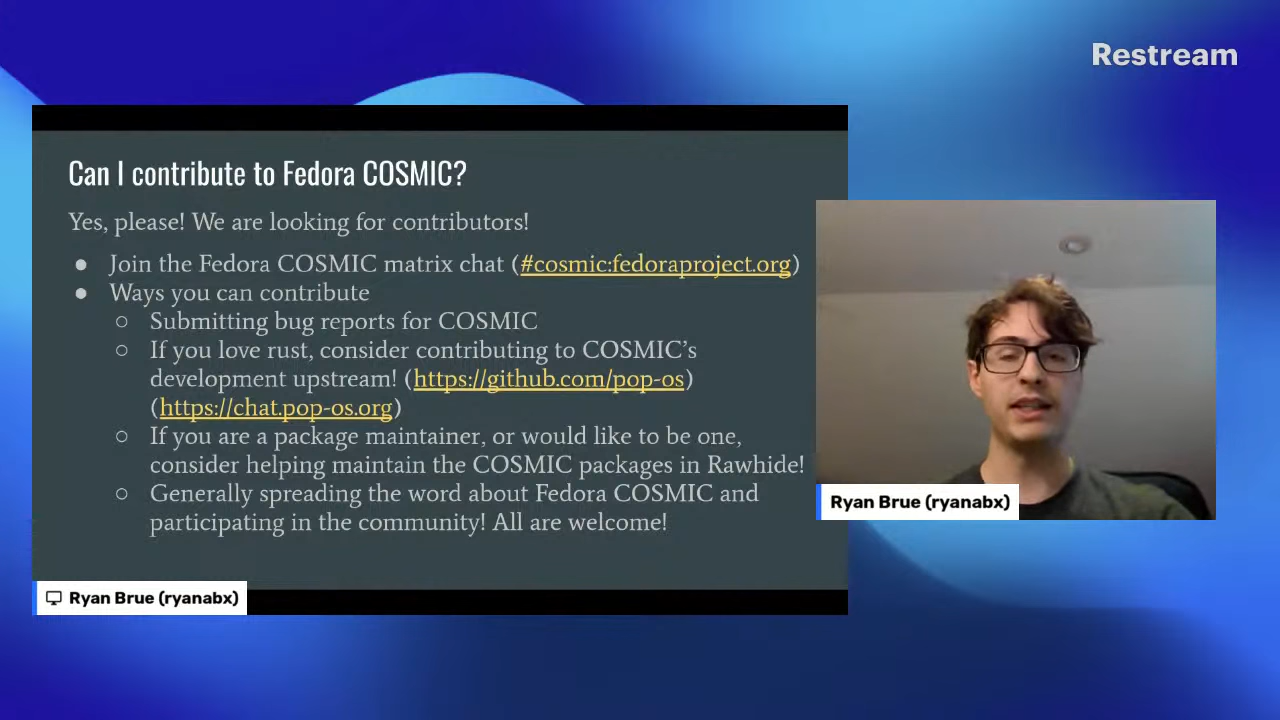 Restream
Can I contribute to Fedora COSMIC?
Yes, please! We are looking for contributors!
● Join the Fedora COSMIC matrix chat (#cosmic:fedoraproject.org)
● Ways you can contribute
○ Submitting bug reports for COSMIC
○ If you love rust, consider contributing to COSMIC’s
development upstream! (https://github.com/pop-os)
(https://chat.pop-os.org)
○ If you are a package maintainer, or would like to be one,
consider helping maintain the COSMIC packages in Rawhide!
○ Generally spreading the word about Fedora COSMIC and
participating in the community! All are welcome!
Ryan Brue (ryanabx)
Ryan Brue (ryanabx)